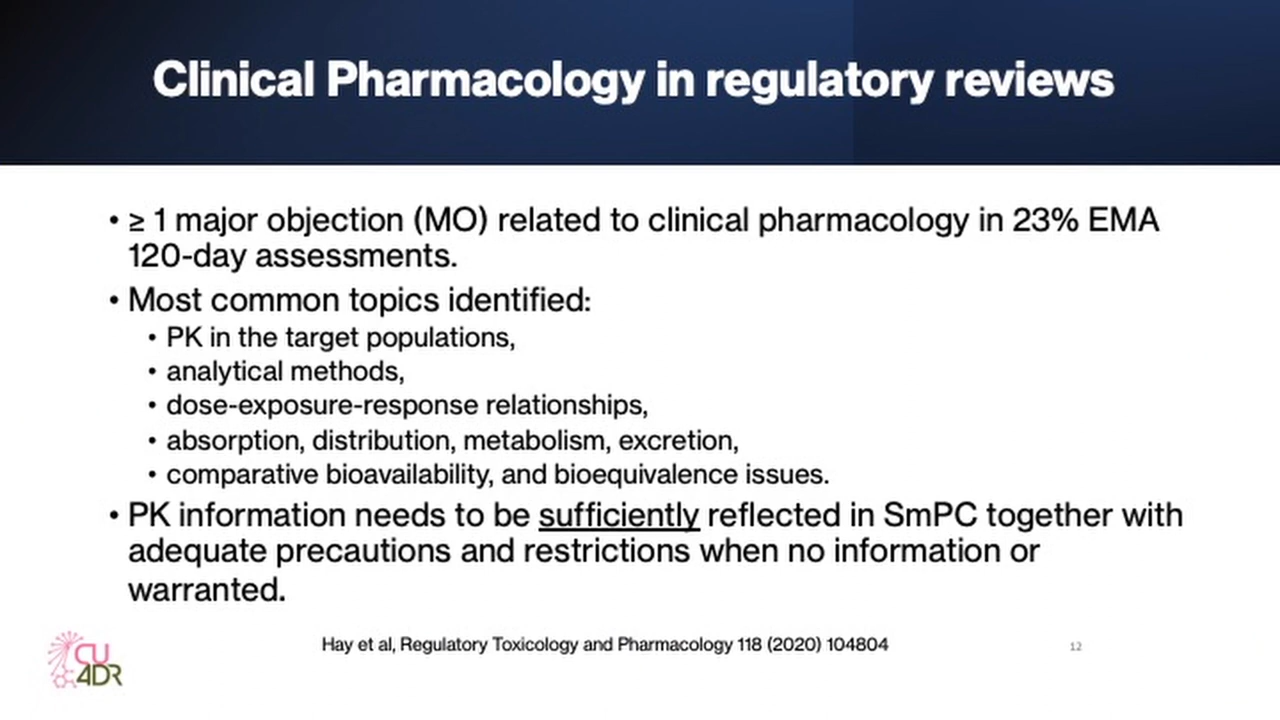 Clinical Pharmacology in regulatory reviews
• ≥ 1 major objection (MO) related to clinical pharmacology in 23% EMA
120-day assessments.
• Most common topics identified:
• PK in the target populations,
• analytical methods,
• dose-exposure-response relationships,
• absorption, distribution, metabolism, excretion,
• comparative bioavailability, and bioequivalence issues.
• PK information needs to be sufficiently reflected in SmPC together with
adequate precautions and restrictions when no information or
warranted.
Hay et al, Regulatory Toxicology and Pharmacology 118 (2020) 104804
12
CU
4DR